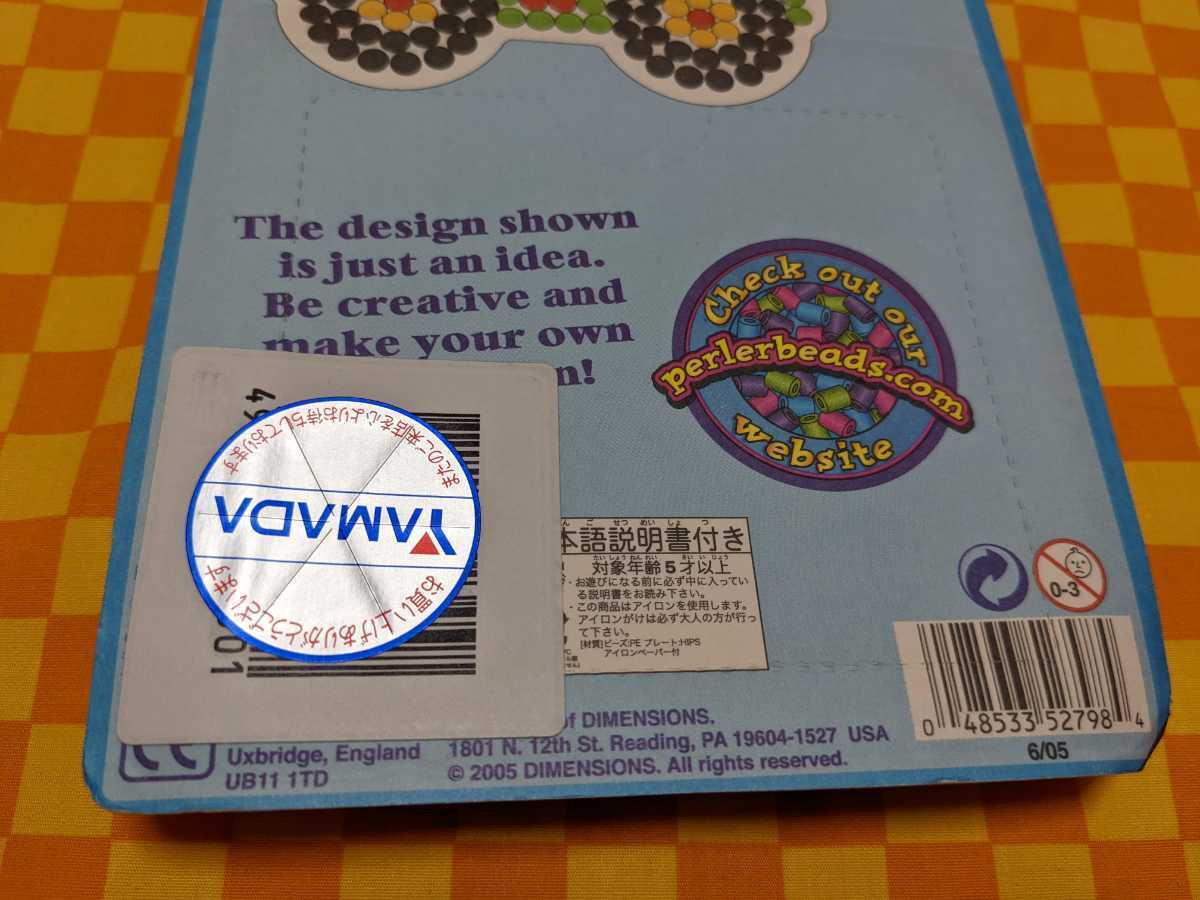 The design shown
is just an idea.
Be creative and
make your own
n!
Check out our
perlerbeads.com
website
またのご来店を心よりお待ちしております
YAMADA
お買い上げありがとうございます
49
01
本語説明書付き
対象年齢5才以上
・お遊びになる前に必ず中に入ってい
る説明書をお読み下さい。
・この商品はアイロンを使用します。
アイロンがけは必ず大人の方が行っ
て下さい。
[材質]ビーズ:PE プレート:HIPS
アイロンペーパー付
0-3
0 48533 52798 4
6/05
of DIMENSIONS.
Uxbridge, England
UB11 1TD
1801 N. 12th St. Reading, PA 19604-1527 USA
© 2005 DIMENSIONS. All rights reserved.